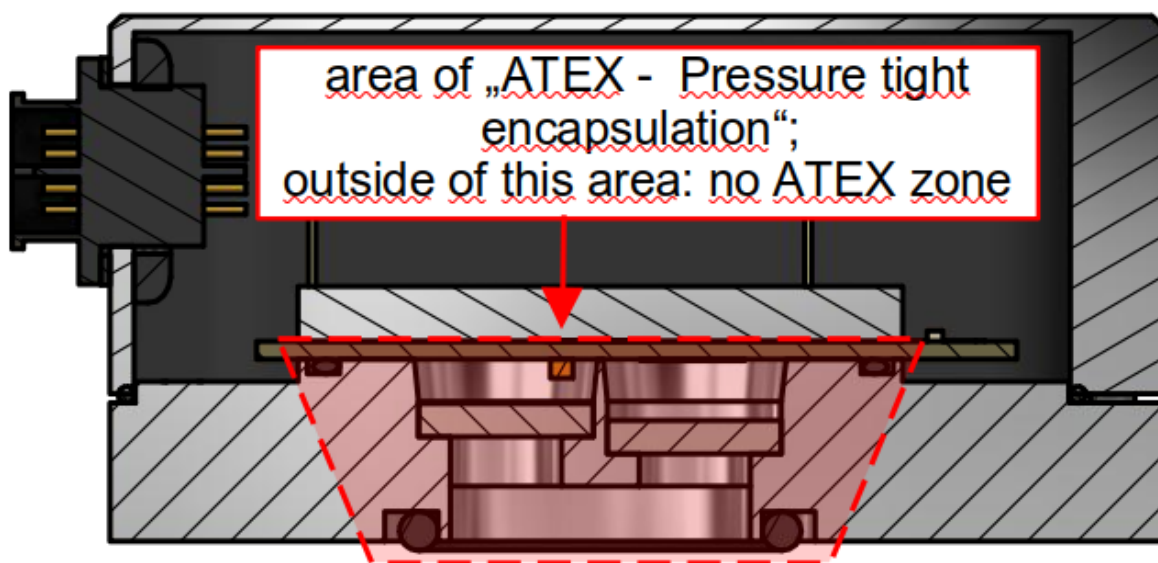 area of „ATEX - Pressure tight
encapsulation“;
outside of this area: no ATEX zone